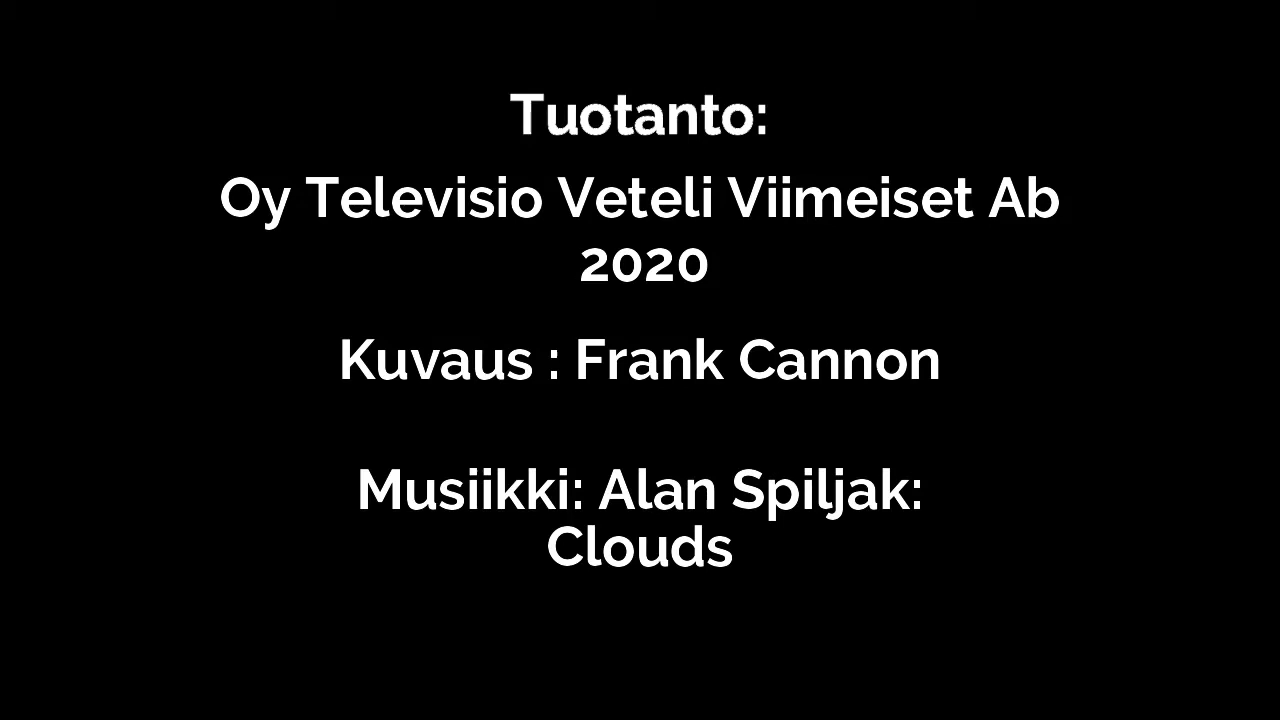 Tuotanto:
Oy Televisio Veteli Viimeiset Ab
2020
Kuvaus : Frank Cannon
Musiikki: Alan Spiljak:
Clouds